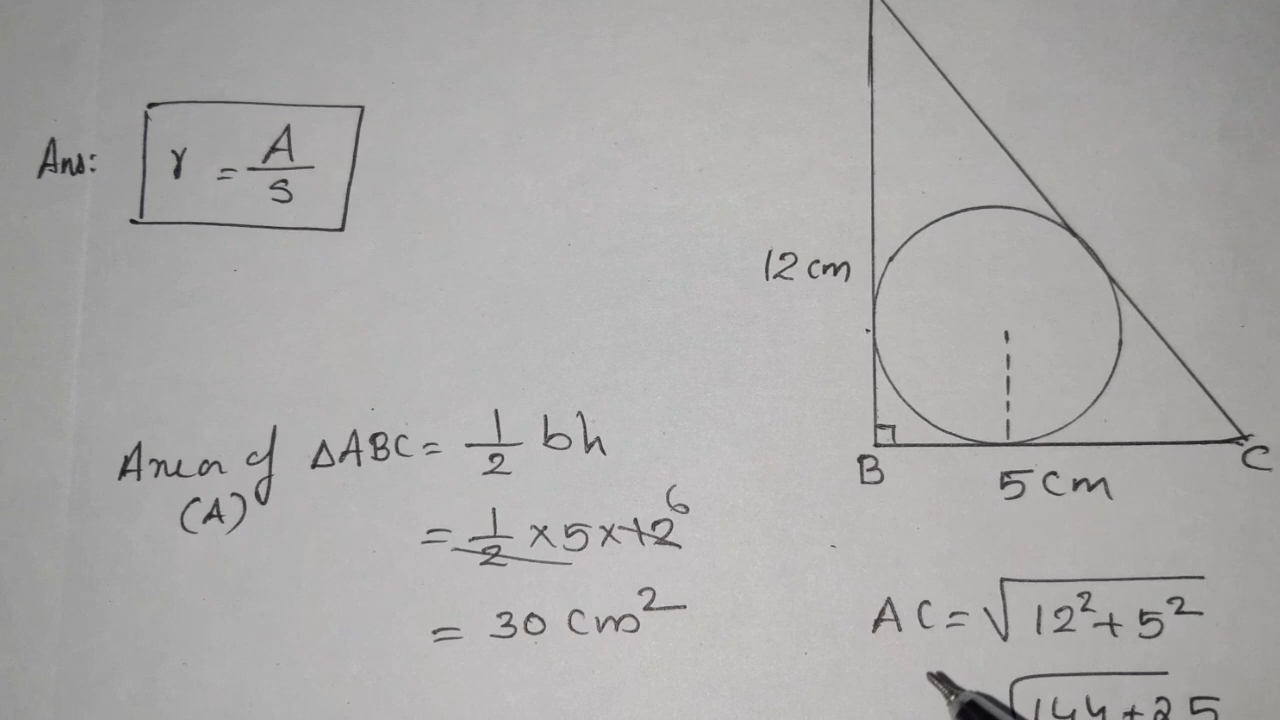 Ans: r = A/S
12 cm
B
C
5 cm
Area of ΔABC = 1/2 bh
(A)
= 1/2 × 5 × 12 6
= 30 cm²
AC = √12² + 5²
√144 + 25